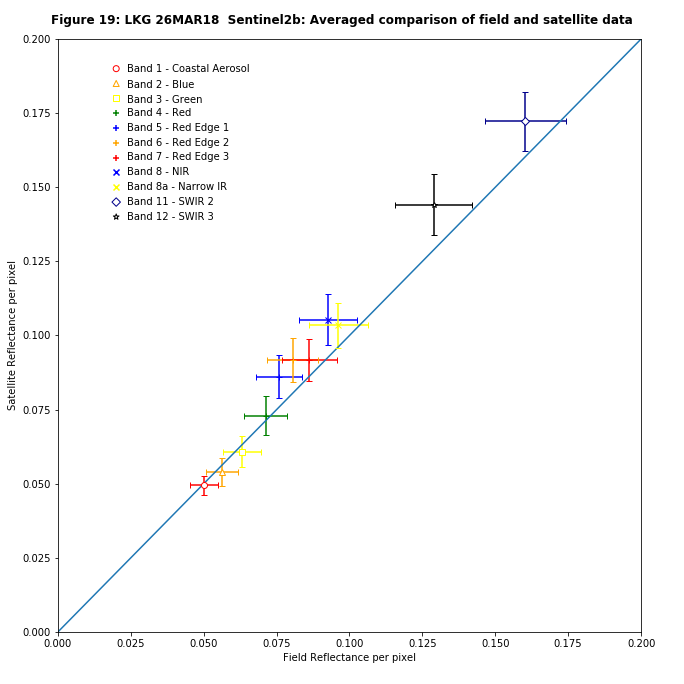 Figure 19: LKG 26MAR18 Sentinel2b: Averaged comparison of field and satellite data
0.200
Band 1 - Coastal Aerosol
Band 2 - Blue
Band 3 - Green
Band 4 - Red
Band 5 - Red Edge 1
Band 6 - Red Edge 2
Band 7 - Red Edge 3
Band 8 - NIR
Band 8a - Narrow IR
Band 11 - SWIR 2
Band 12 - SWIR 3
0.175
0.150
0.125
0.100
0.075
0.050
0.025
0.000
Satellite Reflectance per pixel
0.000 0.025 0.050 0.075 0.100 0.125 0.150 0.175 0.200
Field Reflectance per pixel